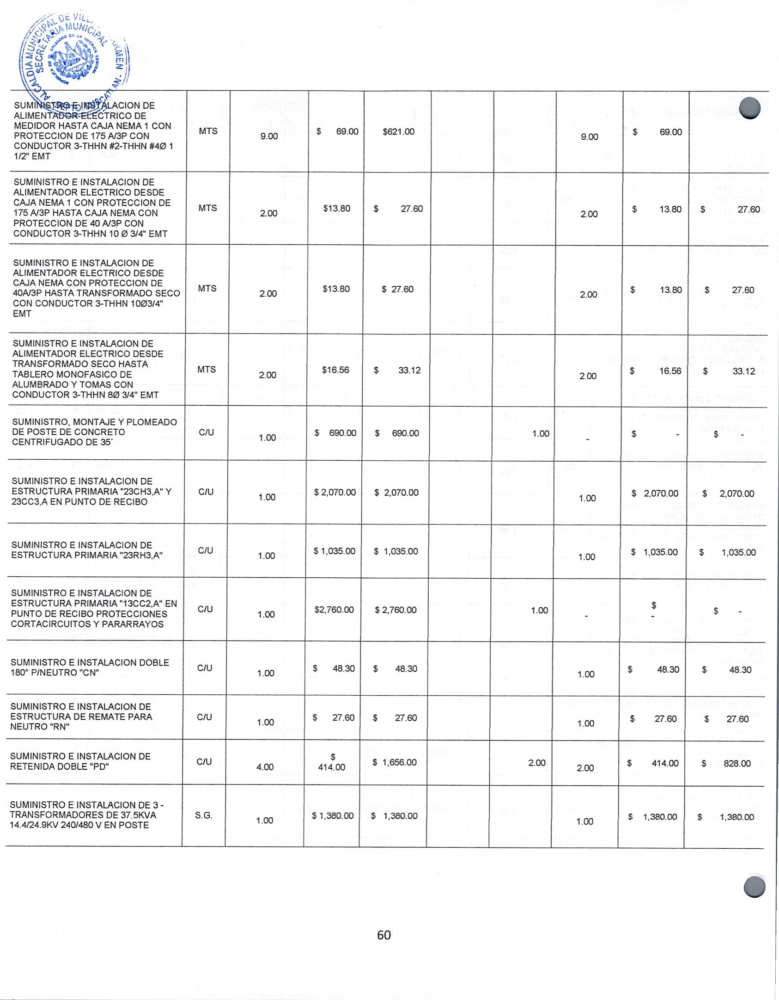 ALCALDIA MUNICIPAL DE
SECRETARIA MUNICIPAL
REPUBLICA DE EL SALVADOR EN LA AMERICA CENTRAL
DEPTO. CUSCATLAN-
SUMINISTRO E INSTALACION DE
ALIMENTADOR ELECTRICO DE
MEDIDOR HASTA CAJA NEMA 1 CON
PROTECCION DE 175 A/3P CON
CONDUCTOR 3-THHN #2-THHN #4Ø 1
1/2" EMT
MTS 9.00 $ 69.00 $621.00 9.00 $ 69.00
SUMINISTRO E INSTALACION DE
ALIMENTADOR ELECTRICO DESDE
CAJA NEMA 1 CON PROTECCION DE
175 A/3P HASTA CAJA NEMA CON
PROTECCION DE 40 A/3P CON
CONDUCTOR 3-THHN 10 Ø 3/4" EMT
MTS 2.00 $13.80 $ 27.60 2.00 $ 13.80 $ 27.60
SUMINISTRO E INSTALACION DE
ALIMENTADOR ELECTRICO DESDE
CAJA NEMA CON PROTECCION DE
40A/3P HASTA TRANSFORMADO SECO
CON CONDUCTOR 3-THHN 10Ø3/4"
EMT
MTS 2.00 $13.80 $ 27.60 2.00 $ 13.80 $ 27.60
SUMINISTRO E INSTALACION DE
ALIMENTADOR ELECTRICO DESDE
TRANSFORMADO SECO HASTA
TABLERO MONOFASICO DE
ALUMBRADO Y TOMAS CON
CONDUCTOR 3-THHN 8Ø 3/4" EMT
MTS 2.00 $16.56 $ 33.12 2.00 $ 16.56 $ 33.12
SUMINISTRO, MONTAJE Y PLOMEADO
DE POSTE DE CONCRETO
CENTRIFUGADO DE 35´
C/U 1.00 $ 690.00 $ 690.00 1.00 - $ - $ -
SUMINISTRO E INSTALACION DE
ESTRUCTURA PRIMARIA "23CH3,A" Y
23CC3,A EN PUNTO DE RECIBO
C/U 1.00 $ 2,070.00 $ 2,070.00 1.00 $ 2,070.00 $ 2,070.00
SUMINISTRO E INSTALACION DE
ESTRUCTURA PRIMARIA "23RH3,A"
C/U 1.00 $ 1,035.00 $ 1,035.00 1.00 $ 1,035.00 $ 1,035.00
SUMINISTRO E INSTALACION DE
ESTRUCTURA PRIMARIA "13CC2,A" EN
PUNTO DE RECIBO PROTECCIONES
CORTACIRCUITOS Y PARARRAYOS
C/U 1.00 $2,760.00 $ 2,760.00 1.00 - $ - $ -
SUMINISTRO E INSTALACION DOBLE
180° P/NEUTRO "CN"
C/U 1.00 $ 48.30 $ 48.30 1.00 $ 48.30 $ 48.30
SUMINISTRO E INSTALACION DE
ESTRUCTURA DE REMATE PARA
NEUTRO "RN"
C/U 1.00 $ 27.60 $ 27.60 1.00 $ 27.60 $ 27.60
SUMINISTRO E INSTALACION DE
RETENIDA DOBLE "PD"
C/U 4.00 $ 414.00 $ 1,656.00 2.00 2.00 $ 414.00 $ 828.00
SUMINISTRO E INSTALACION DE 3 -
TRANSFORMADORES DE 37.5KVA
14.4/24.9KV 240/480 V EN POSTE
S.G. 1.00 $ 1,380.00 $ 1,380.00 1.00 $ 1,380.00 $ 1,380.00
60